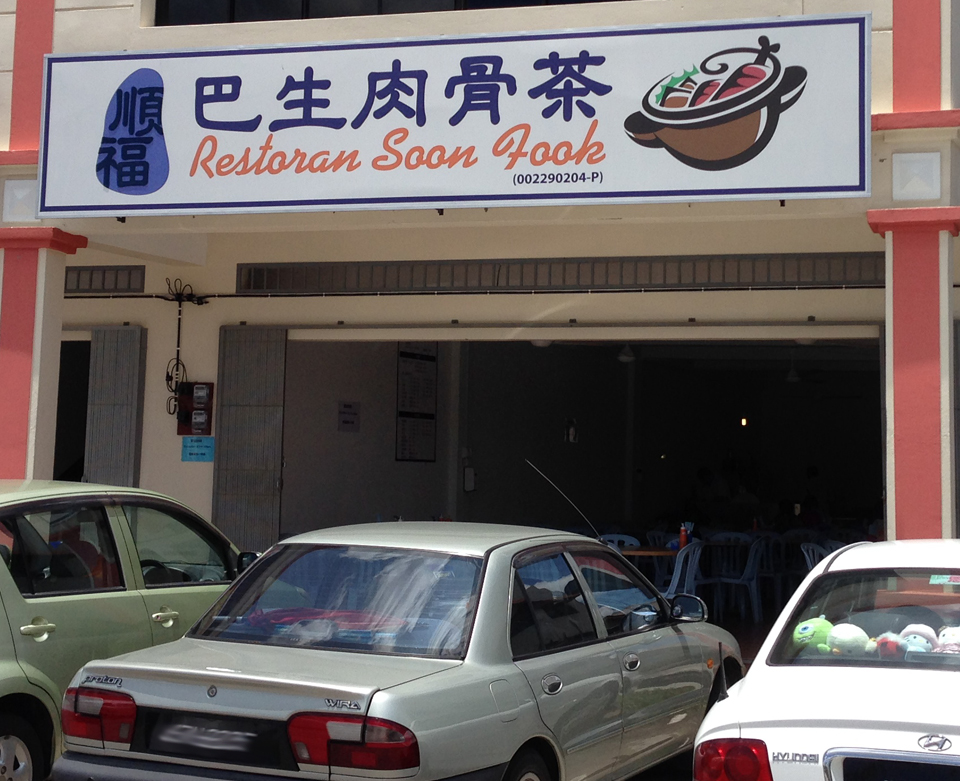 順福
巴生肉骨茶
Restoran Soon Fook
(002290204-P)
proton
WIRA
HYUNDAI